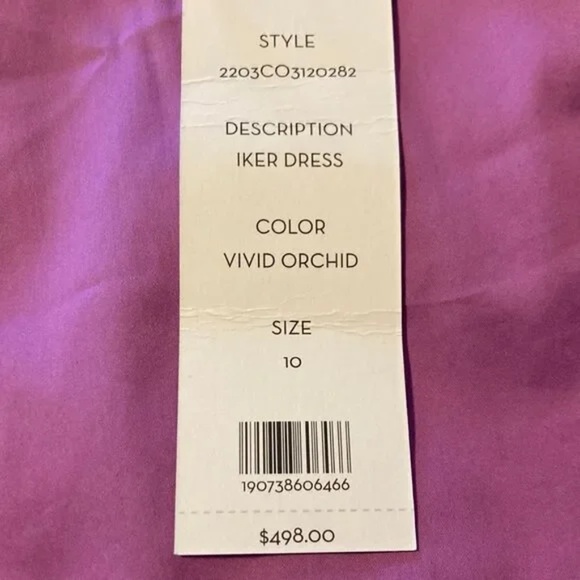 STYLE
2203CO3120282
DESCRIPTION
IKER DRESS
COLOR
VIVID ORCHID
SIZE
10
190738606466
$498.00